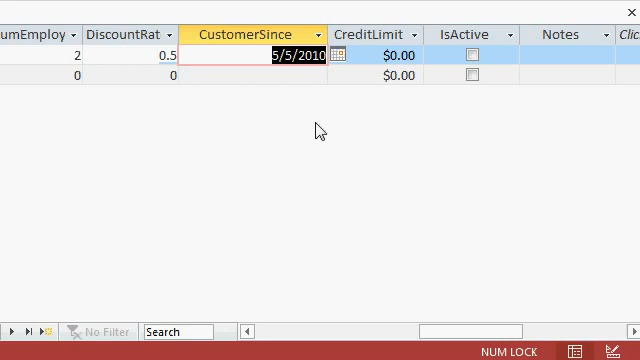 umEmploy DiscountRat CustomerSince CreditLimit IsActive Notes Clic
2 0.5 5/5/2010 $0.00
0 0 $0.00
No Filter Search
NUM LOCK